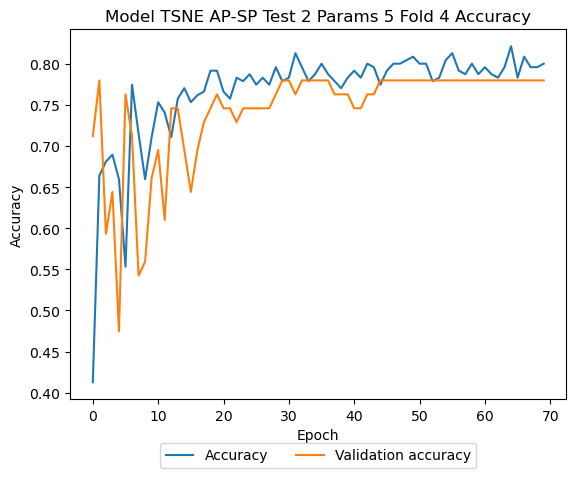 Model TSNE AP-SP Test 2 Params 5 Fold 4 Accuracy
Accuracy
0.80
0.75
0.70
0.65
0.60
0.55
0.50
0.45
0.40
0 10 20 30 40 50 60 70
Epoch
Accuracy Validation accuracy